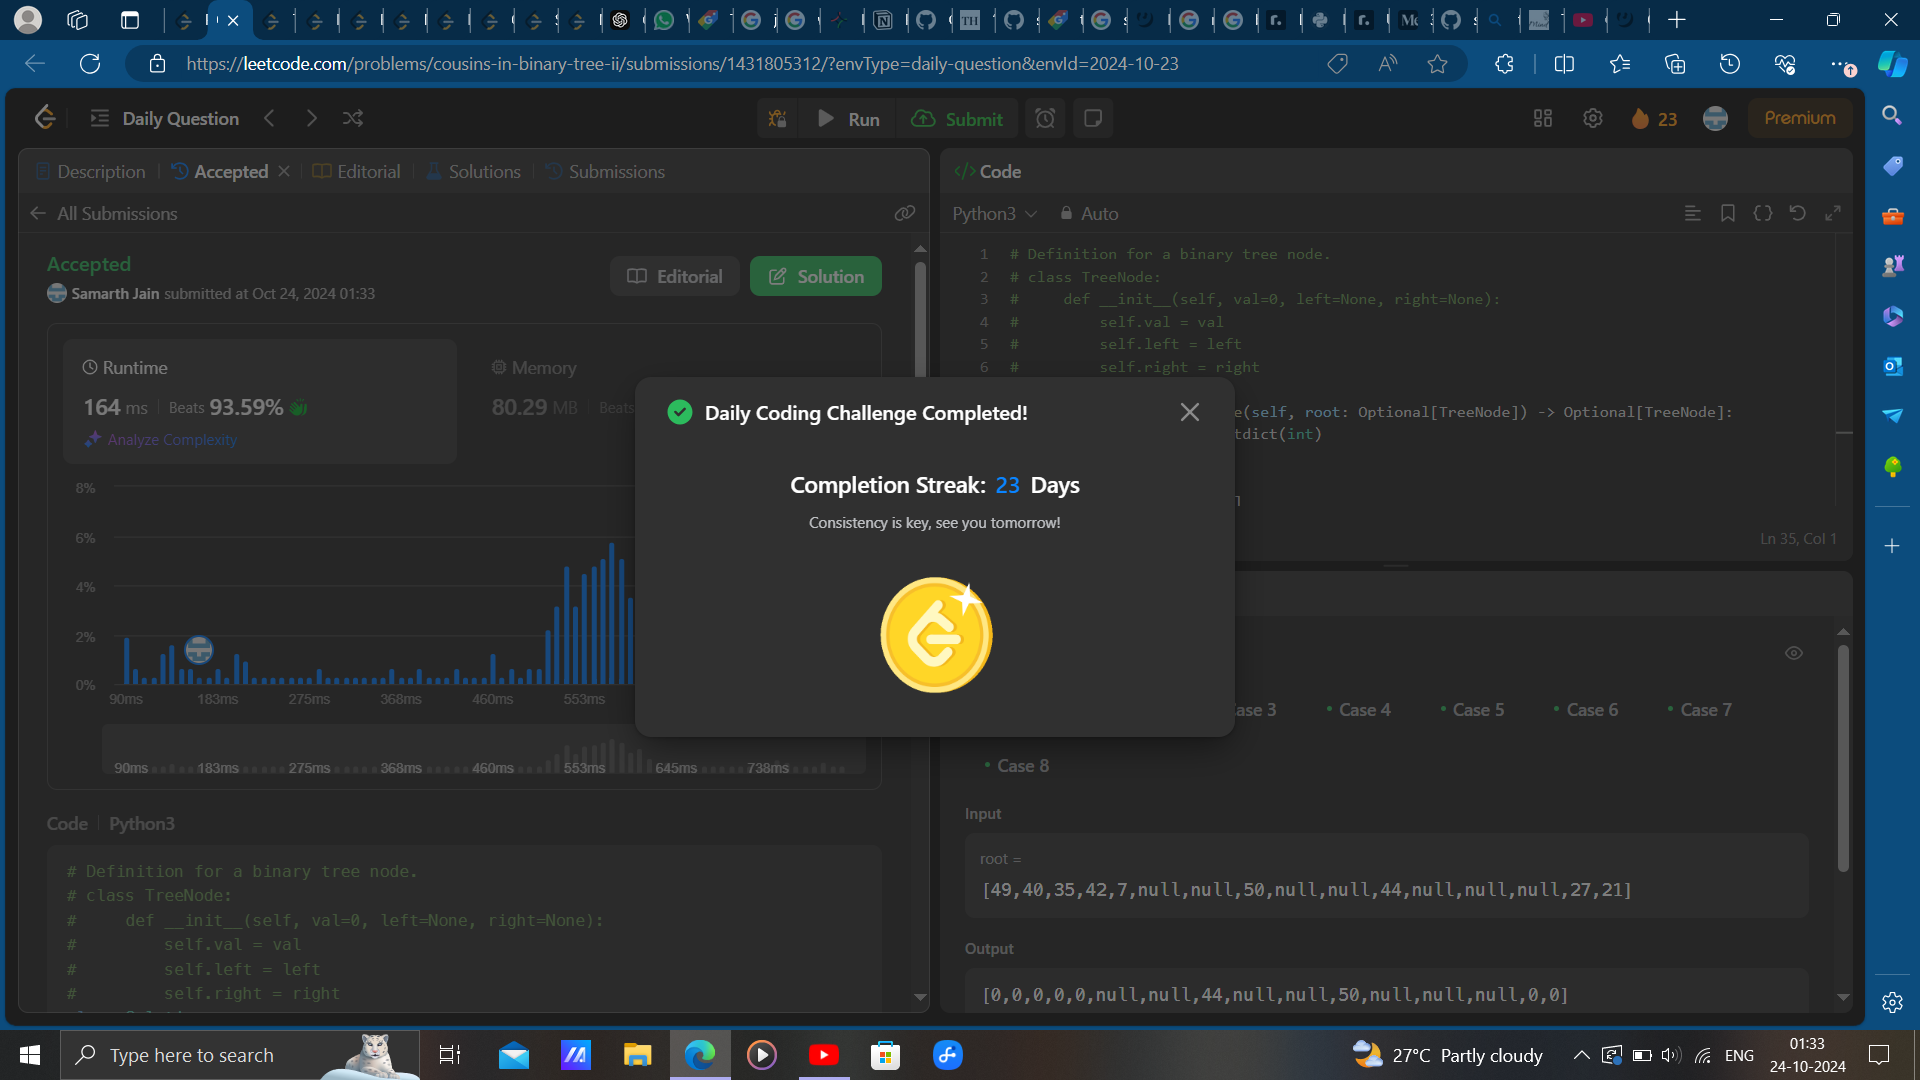 https://leetcode.com/problems/cousins-in-binary-tree-ii/submissions/1431805312/?envType=daily-question&envId=2024-10-23
Daily Question
Run
Submit
23
Premium
Description
Accepted
Editorial
Solutions
Submissions
All Submissions
Accepted
Samarth Jain submitted at Oct 24, 2024 01:33
Editorial
Solution
Runtime
164 ms
Beats 93.59%
Analyze Complexity
Memory
80.29 MB
Beats
8%
6%
4%
2%
0%
90ms 183ms 275ms 368ms 460ms 553ms
90ms 183ms 275ms 368ms 460ms 553ms 645ms 738ms
Code
Python3
# Definition for a binary tree node.
# class TreeNode:
#     def __init__(self, val=0, left=None, right=None):
#         self.val = val
#         self.left = left
#         self.right = right
Daily Coding Challenge Completed!
Completion Streak: 23 Days
Consistency is key, see you tomorrow!
</> Code
Python3
Auto
1 # Definition for a binary tree node.
2 # class TreeNode:
3 #     def __init__(self, val=0, left=None, right=None):
4 #         self.val = val
5 #         self.left = left
6 #         self.right = right
e(self, root: Optional[TreeNode]) -> Optional[TreeNode]:
tdict(int)
Ln 35, Col 1
ase 3
Case 4
Case 5
Case 6
Case 7
Case 8
Input
root =
[49,40,35,42,7,null,null,50,null,null,44,null,null,null,27,21]
Output
[0,0,0,0,0,null,null,44,null,null,50,null,null,null,0,0]
Type here to search
27°C Partly cloudy
ENG
01:33
24-10-2024